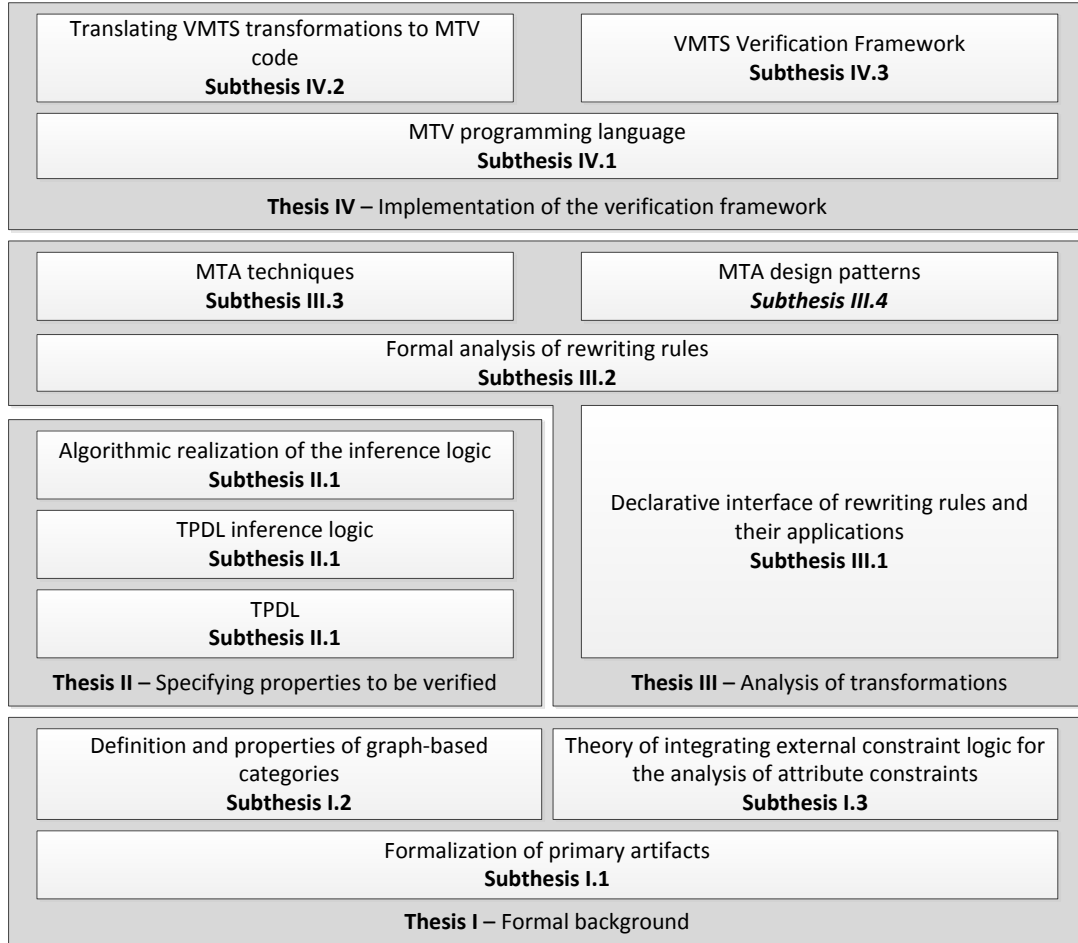 Translating VMTS transformations to MTV
code
Subthesis IV.2
VMTS Verification Framework
Subthesis IV.3
MTV programming language
Subthesis IV.1
Thesis IV – Implementation of the verification framework
MTA techniques
Subthesis III.3
MTA design patterns
Subthesis III.4
Formal analysis of rewriting rules
Subthesis III.2
Algorithmic realization of the inference logic
Subthesis II.1
TPDL inference logic
Subthesis II.1
TPDL
Subthesis II.1
Thesis II – Specifying properties to be verified
Declarative interface of rewriting rules and
their applications
Subthesis III.1
Thesis III – Analysis of transformations
Definition and properties of graph-based
categories
Subthesis I.2
Theory of integrating external constraint logic for
the analysis of attribute constraints
Subthesis I.3
Formalization of primary artifacts
Subthesis I.1
Thesis I – Formal background